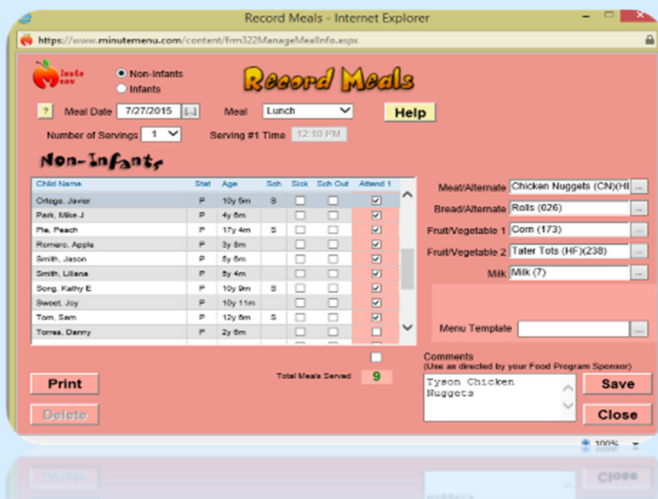 Record Meals - Internet Explorer
https://www.minutemenu.com/content/frm322ManageMealInfo.aspx
Minute Menu
Non-Infants
Infants
Record Meals
? Meal Date 7/27/2015 [...] Meal Lunch Help
Number of Servings 1 Serving #1 Time 12:10 PM
Non-Infants
Child Name Stat Age Sch Sick Sch Out Attend 1
Ortega, Javier P 10y 5m S
Park, Mike J P 4y 6m
Pie, Peach P 17y 4m S
Romero, Apple P 3y 8m
Smith, Jason P 5y 6m
Smith, Liliana P 8y 4m
Song, Kathy E P 10y 9m S
Sweet, Joy P 10y 11m
Tom, Sam P 12y 6m S
Torres, Danny P 2y 6m
Total Meals Served 9
Meat/Alternate Chicken Nuggets (CN)(HI ...
Bread/Alternate Rolls (026) ...
Fruit/Vegetable 1 Corn (173) ...
Fruit/Vegetable 2 Tater Tots (HF)(238) ...
Milk Milk (7) ...
Menu Template ...
Comments
(Use as directed by your Food Program Sponsor)
Tyson Chicken
Nuggets
Print
Delete
Save
Close
100%